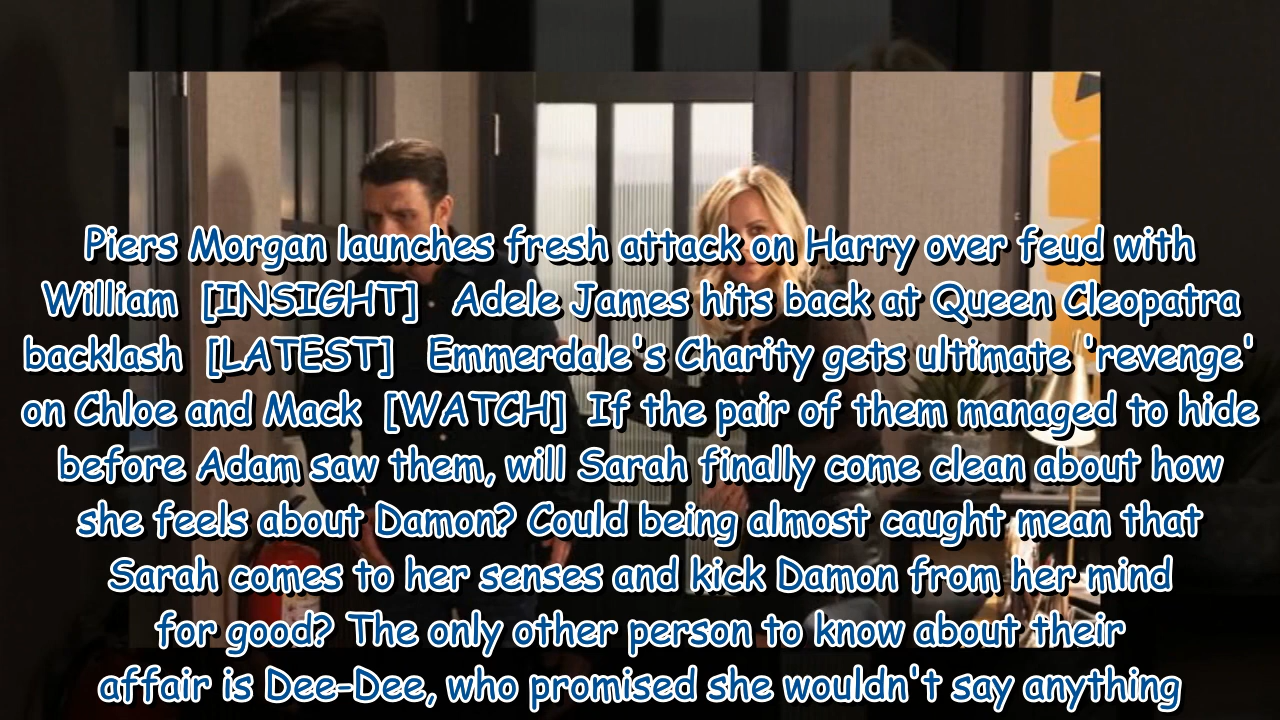 Piers Morgan launches fresh attack on Harry over feud with
William [INSIGHT] Adele James hits back at Queen Cleopatra
backlash [LATEST] Emmerdale's Charity gets ultimate 'revenge'
on Chloe and Mack [WATCH] If the pair of them managed to hide
before Adam saw them, will Sarah finally come clean about how
she feels about Damon? Could being almost caught mean that
Sarah comes to her senses and kick Damon from her mind
for good? The only other person to know about their
affair is Dee-Dee, who promised she wouldn't say anything